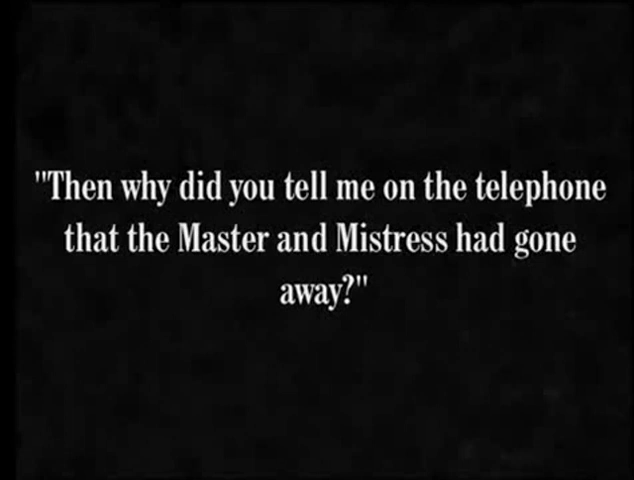 "Then why did you tell me on the telephone
that the Master and Mistress had gone
away?"